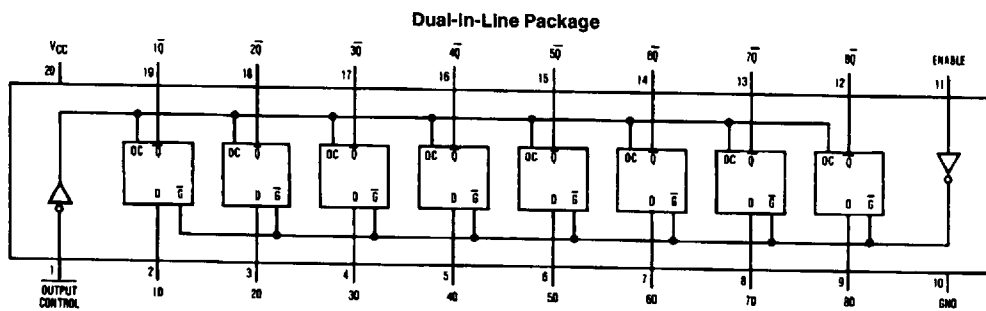 Dual-In-Line Package
VCC 1Q̅ 2Q̅ 3Q̅ 4Q̅ 5Q̅ 6Q̅ 7Q̅ 8Q̅ ENABLE
20 19 18 17 16 15 14 13 12 11
OC Q̅ OC Q̅ OC Q̅ OC Q̅ OC Q̅ OC Q̅ OC Q̅ OC Q̅
D G̅ D G̅ D G̅ D G̅ D G̅ D G̅ D G̅ D G̅
1 2 3 4 5 6 7 8 9 10
OUTPUT CONTROL 1D 2D 3D 4D 5D 6D 7D 8D GND